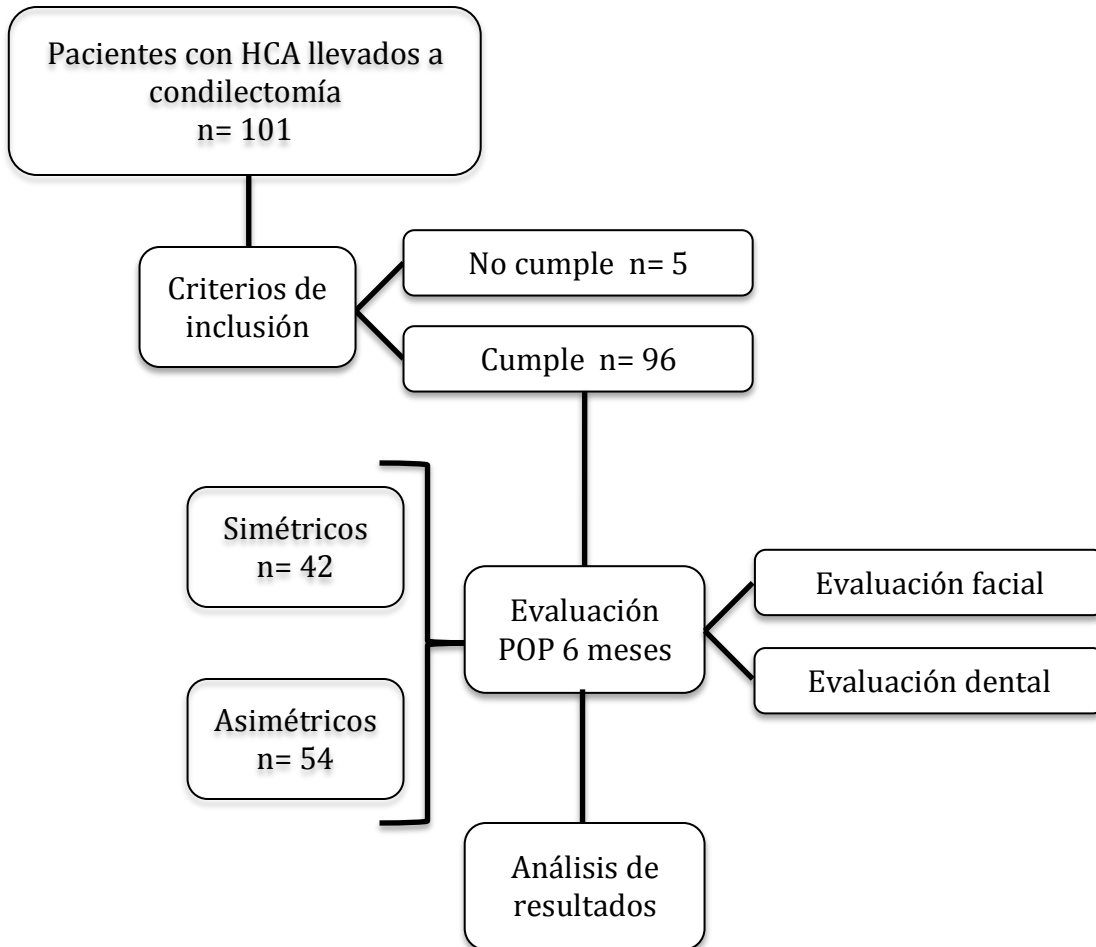 Pacientes con HCA llevados a
condilectomía
n= 101
Criterios de
inclusión
No cumple n= 5
Cumple n= 96
Simétricos
n= 42
Asimétricos
n= 54
Evaluación
POP 6 meses
Evaluación facial
Evaluación dental
Análisis de
resultados